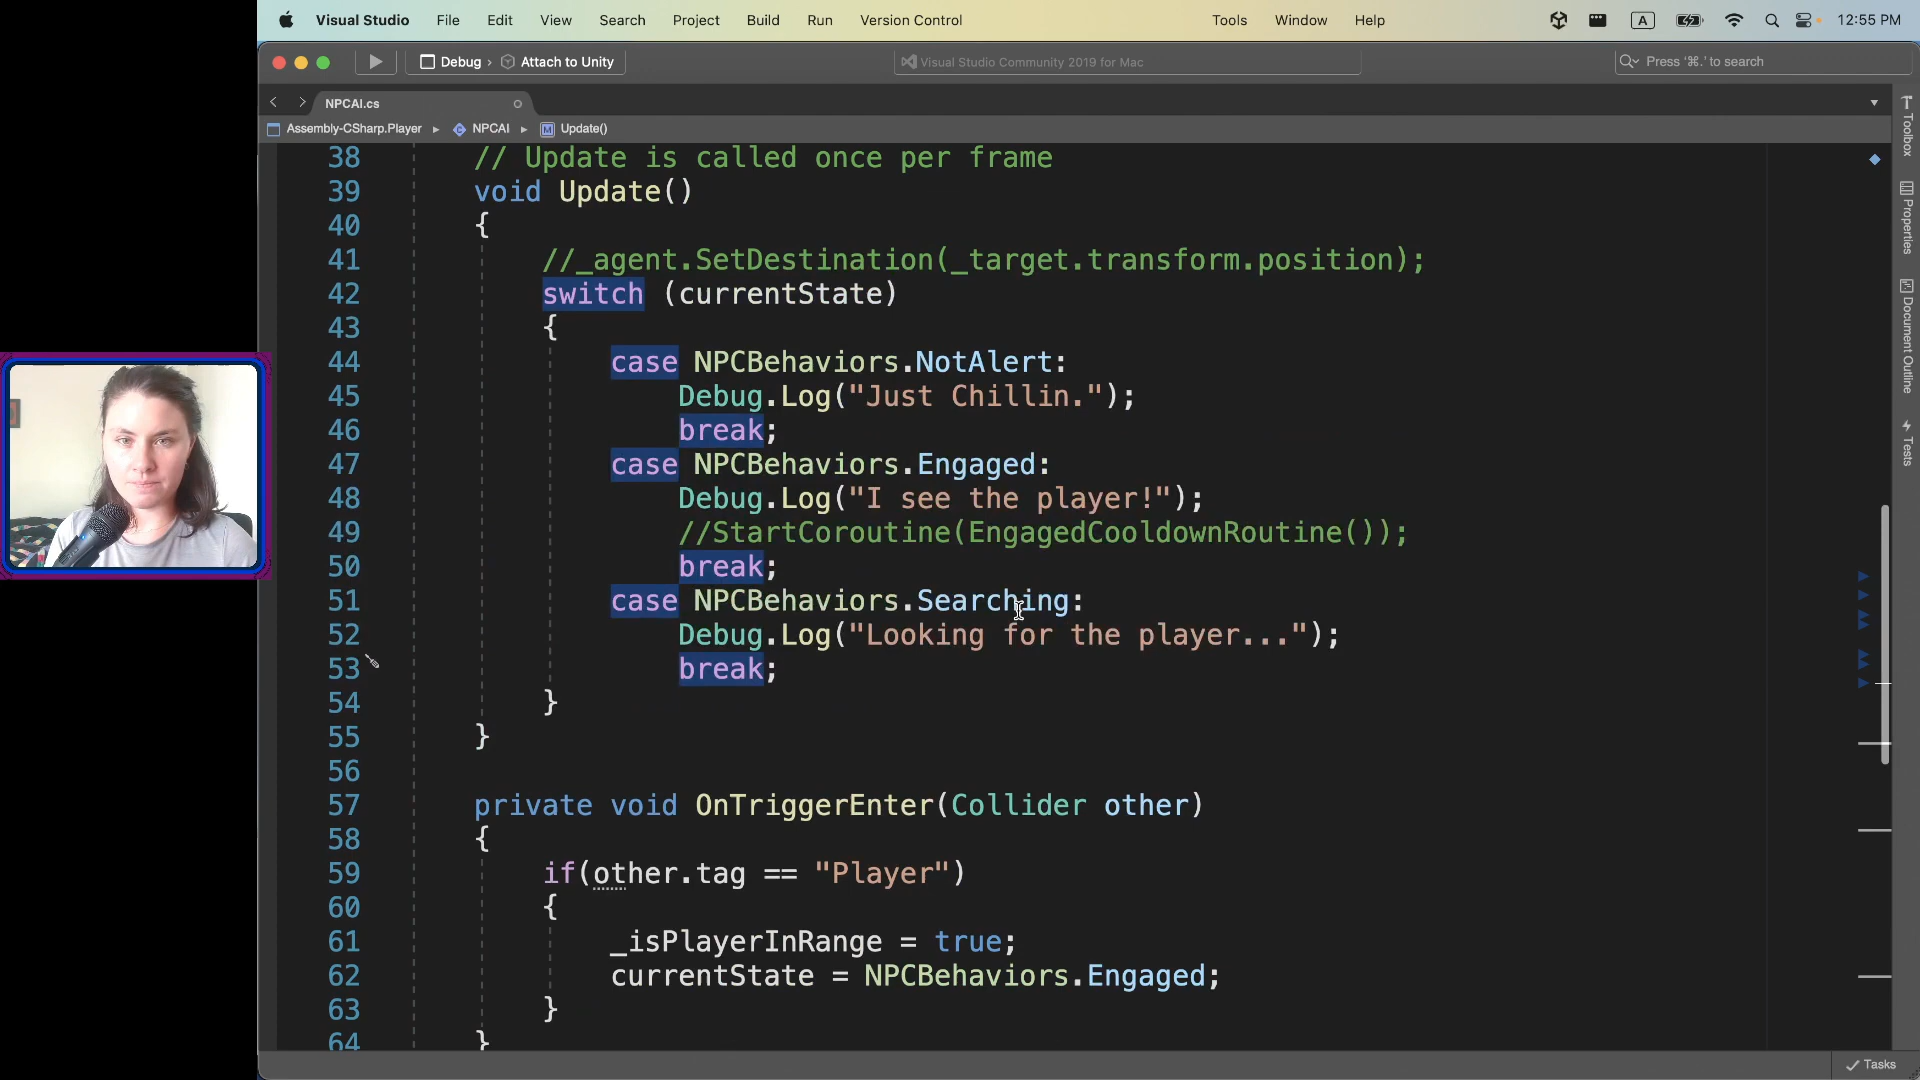 Visual Studio File Edit View Search Project Build Run Version Control Tools Window Help A 12:55 PM
Debug › Attach to Unity Visual Studio Community 2019 for Mac Press ‘⌘.’ to search
NPCAI.cs
Assembly-CSharp.Player ▸ NPCAI ▸ M Update()
38 // Update is called once per frame
39 void Update()
40 {
41 //_agent.SetDestination(_target.transform.position);
42 switch (currentState)
43 {
44 case NPCBehaviors.NotAlert:
45 Debug.Log("Just Chillin.");
46 break;
47 case NPCBehaviors.Engaged:
48 Debug.Log("I see the player!");
49 //StartCoroutine(EngagedCooldownRoutine());
50 break;
51 case NPCBehaviors.Searching:
52 Debug.Log("Looking for the player...");
53 break;
54 }
55 }
56
57 private void OnTriggerEnter(Collider other)
58 {
59 if(other.tag == "Player")
60 {
61 _isPlayerInRange = true;
62 currentState = NPCBehaviors.Engaged;
63 }
64 }
Toolbox
Properties
Document Outline
Tests
Tasks